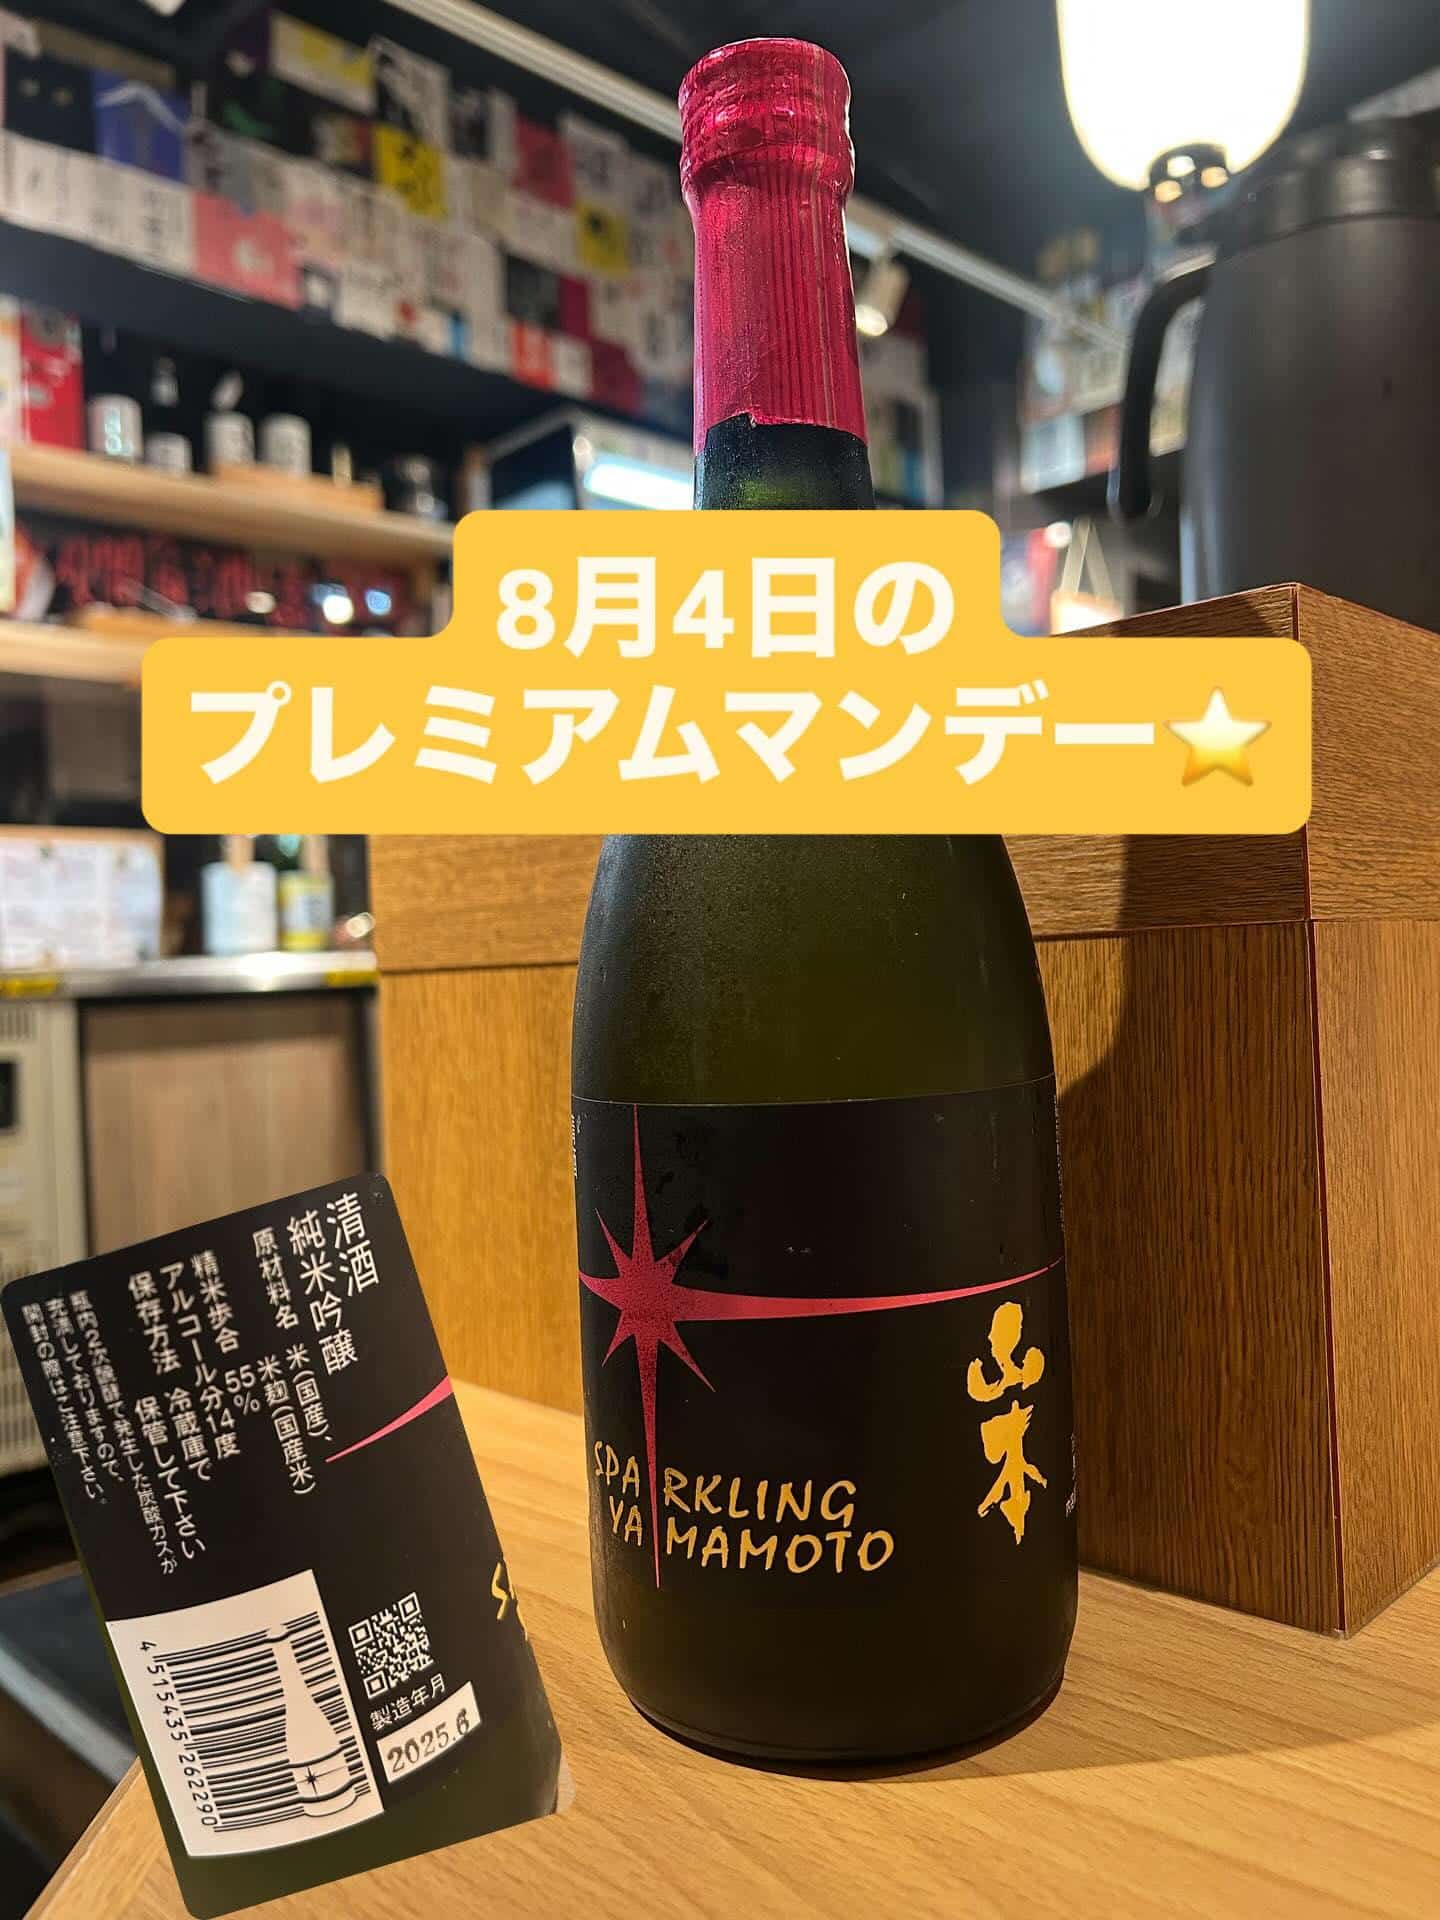 8月4日の
プレミアムマンデー⭐
山本
SPARKLING
YAMAMOTO
清酒
純米吟醸
原材料名 米(国産)、
米麹(国産米)
精米歩合 55%
アルコール分14度
保存方法 冷蔵庫で
保管して下さい
瓶内2次醗酵で発生した炭酸ガスが
充満しておりますので、
開封の際はご注意下さい。
4 515435 262290
製造年月
2025.6